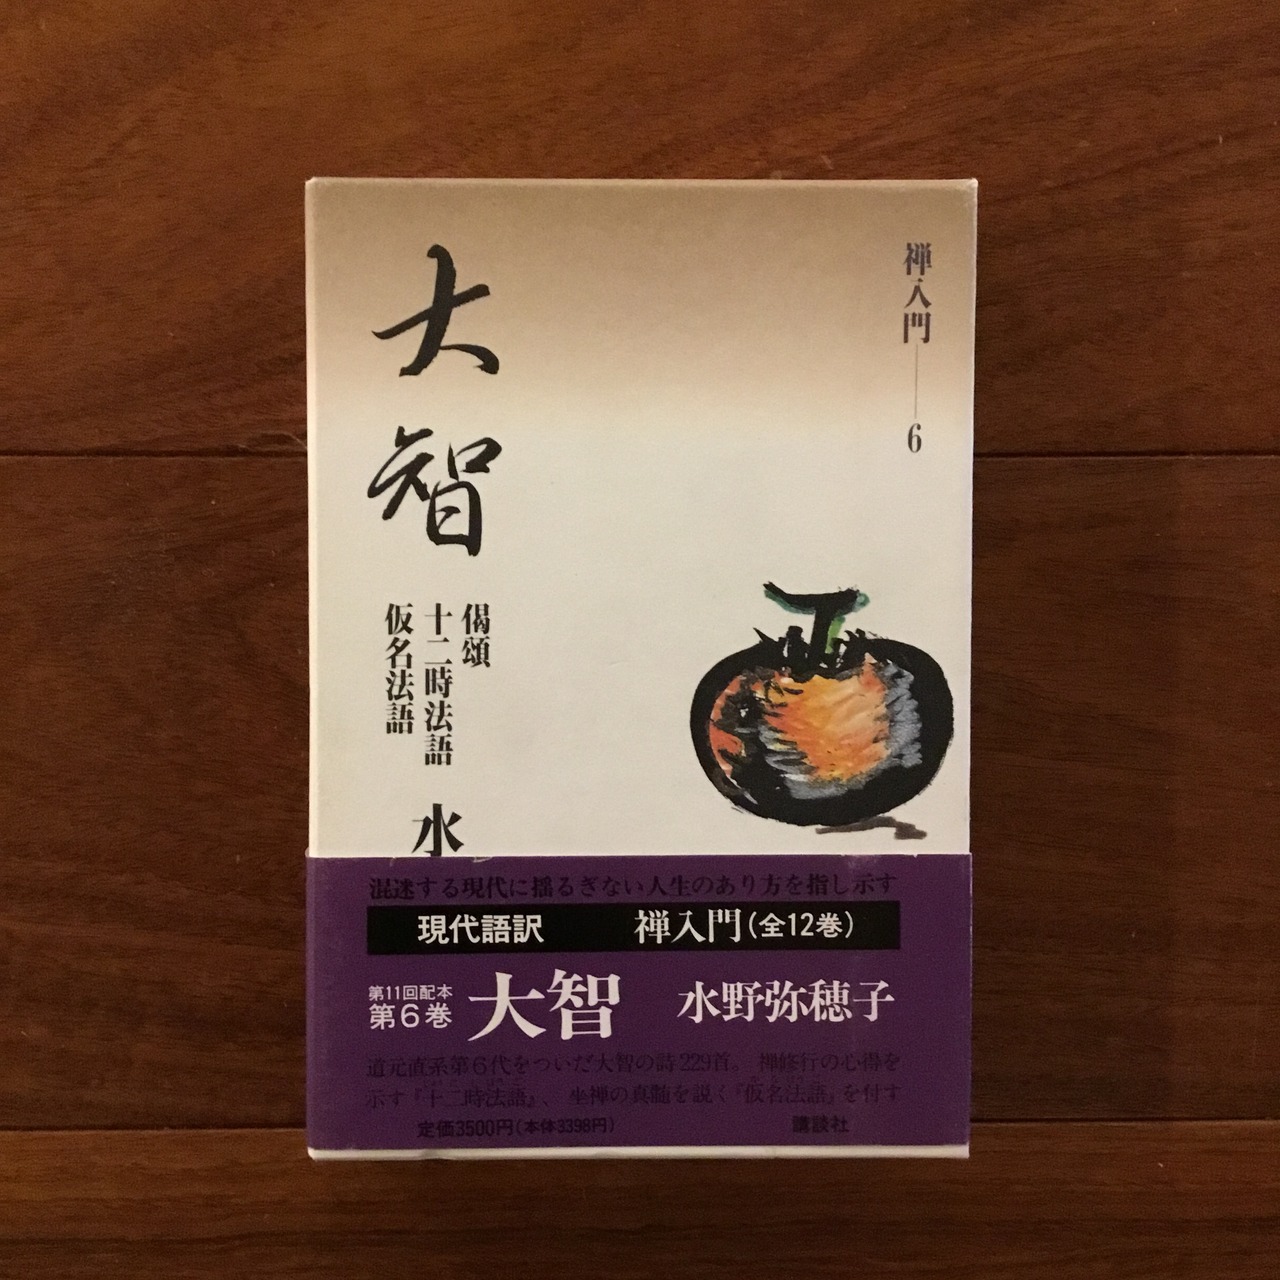 禅入門——6
大智
偈頌
十二時法語
仮名法語
水
混迷する現代に揺るぎない人生のあり方を指し示す
現代語訳 禅入門(全12巻)
第11回配本
第6巻 大智 水野弥穂子
道元直系第6代をついだ大智の詩229首。禅修行の心得を
示す『十二時法語』、坐禅の真髄を説く『仮名法語』を付す
定価3500円(本体3398円) 講談社